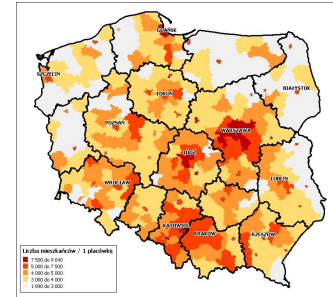 GDAŃSK
SZCZECIN
BIAŁYSTOK
TORUŃ
POZNAŃ
WARSZAWA
ŁÓDŹ
LUBLIN
WROCŁAW
KATOWICE
KRAKÓW
RZESZÓW
Liczba mieszkańców / 1 placówkę
7 500 do 9 040
5 000 do 7 500
4 000 do 5 000
3 000 do 4 000
1 090 do 3 000